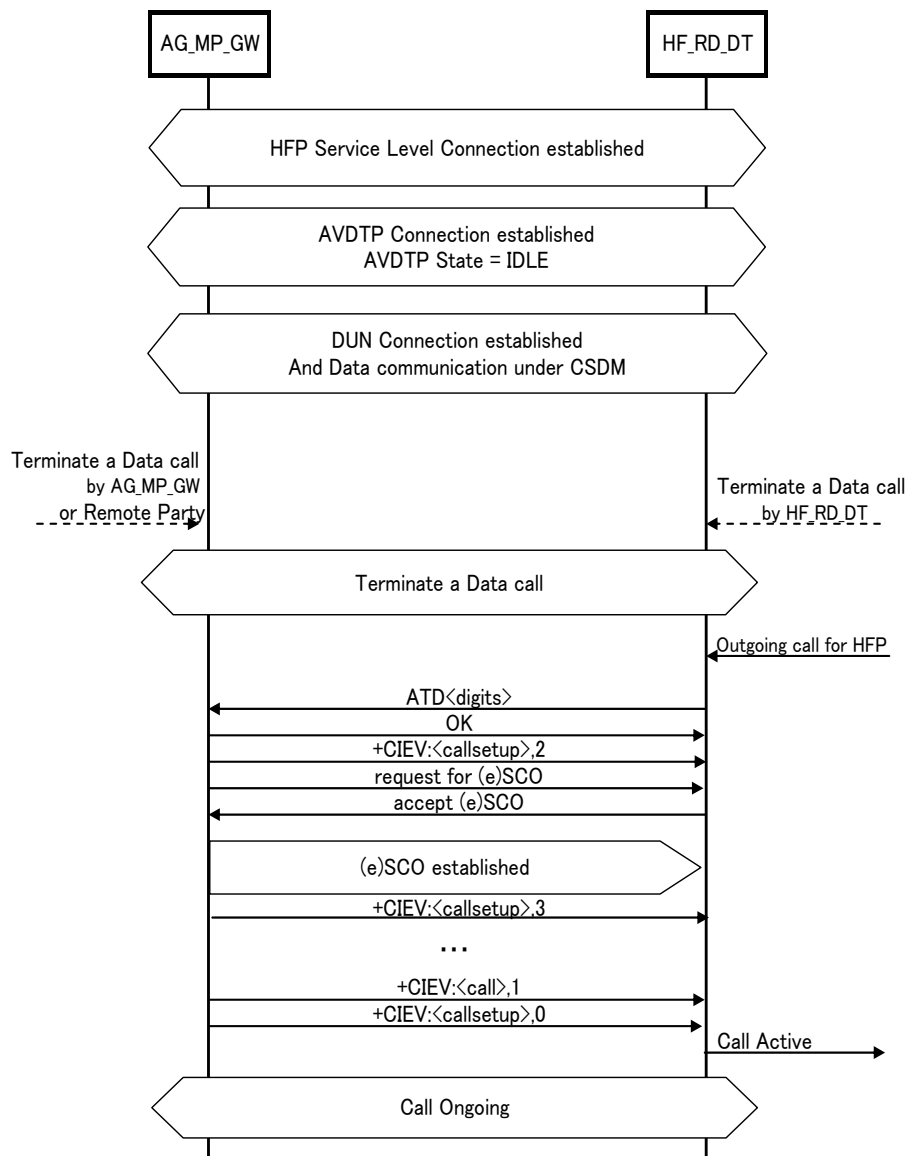 AG_MP_GW
HF_RD_DT
HFP Service Level Connection established
AVDTP Connection established
AVDTP State = IDLE
DUN Connection established
And Data communication under CSDM
Terminate a Data call
by AG_MP_GW
or Remote Party
Terminate a Data call
by HF_RD_DT
Terminate a Data call
Outgoing call for HFP
ATD<digits>
OK
+CIEV:<callsetup>,2
request for (e)SCO
accept (e)SCO
(e)SCO established
+CIEV:<callsetup>,3
...
+CIEV:<call>,1
+CIEV:<callsetup>,0
Call Active
Call Ongoing